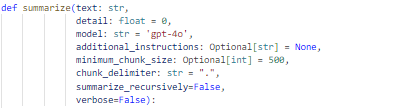 def summarize(text: str,
              detail: float = 0,
              model: str = 'gpt-4o',
              additional_instructions: Optional[str] = None,
              minimum_chunk_size: Optional[int] = 500,
              chunk_delimiter: str = ".",
              summarize_recursively=False,
              verbose=False):